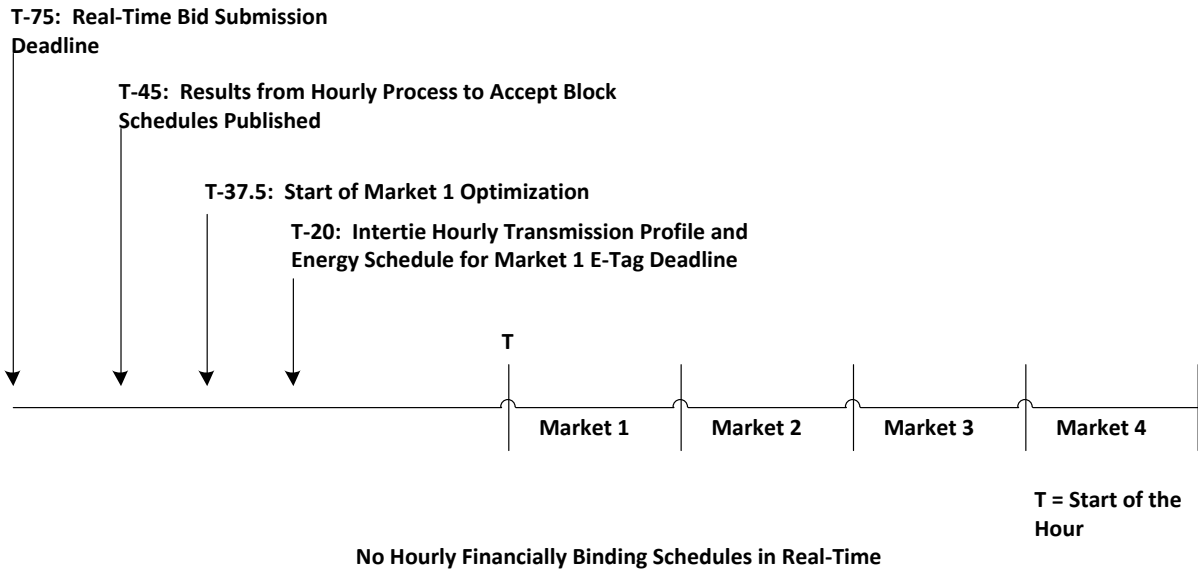 T-75:  Real-Time Bid Submission
Deadline
T-45:  Results from Hourly Process to Accept Block
Schedules Published
T-37.5:  Start of Market 1 Optimization
T-20:  Intertie Hourly Transmission Profile and
Energy Schedule for Market 1 E-Tag Deadline
T
Market 1
Market 2
Market 3
Market 4
T = Start of the
Hour
No Hourly Financially Binding Schedules in Real-Time